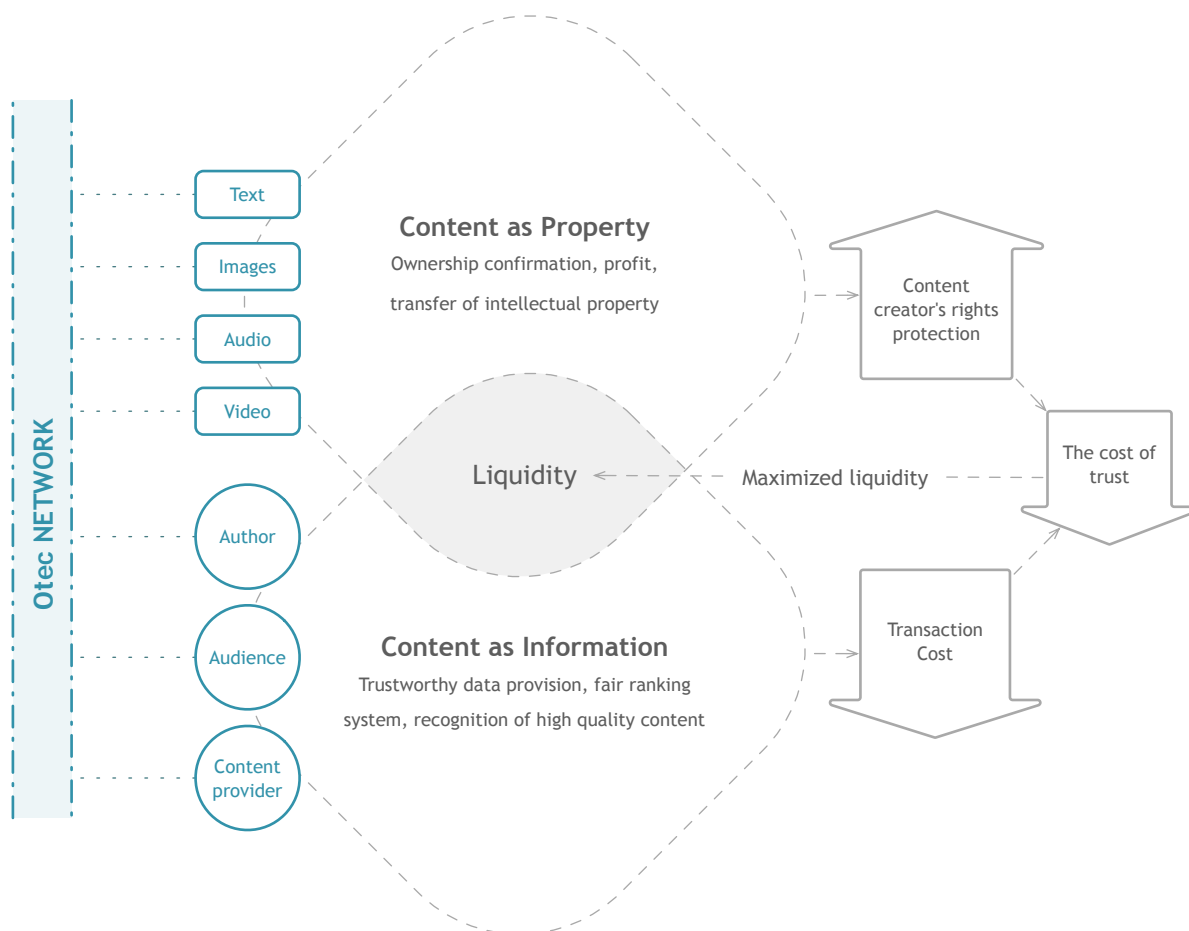 Otec NETWORK
Text
Images
Audio
Video
Author
Audience
Content
provider
Content as Property
Ownership confirmation, profit,
transfer of intellectual property
Liquidity
Maximized liquidity
Content as Information
Trustworthy data provision, fair ranking
system, recognition of high quality content
Content
creator's rights
protection
The cost of
trust
Transaction
Cost